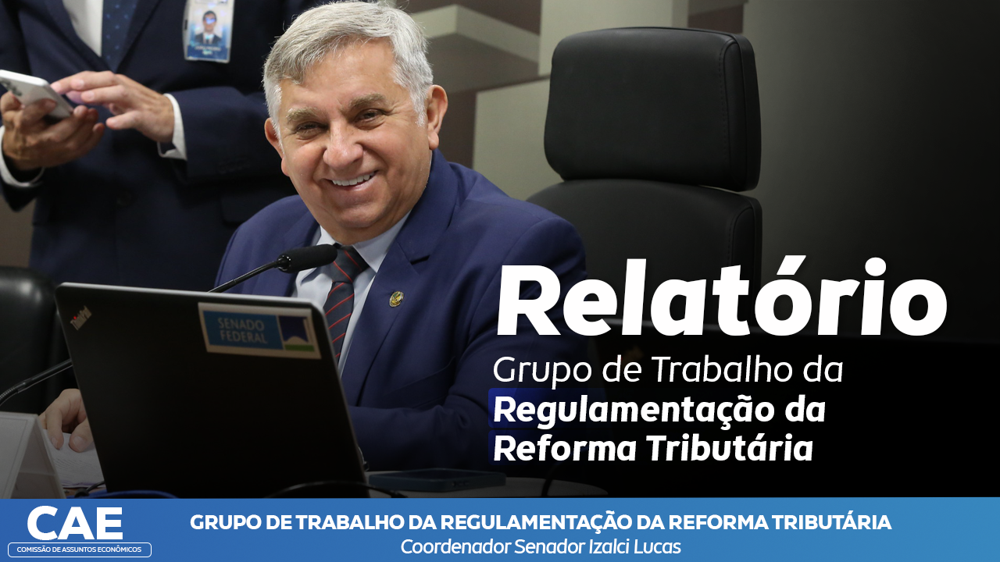 SENADO
FEDERAL
Relatório
Grupo de Trabalho da
Regulamentação da
Reforma Tributária
CAE
COMISSÃO DE ASSUNTOS ECONÔMICOS
GRUPO DE TRABALHO DA REGULAMENTAÇÃO DA REFORMA TRIBUTÁRIA
Coordenador Senador Izalci Lucas